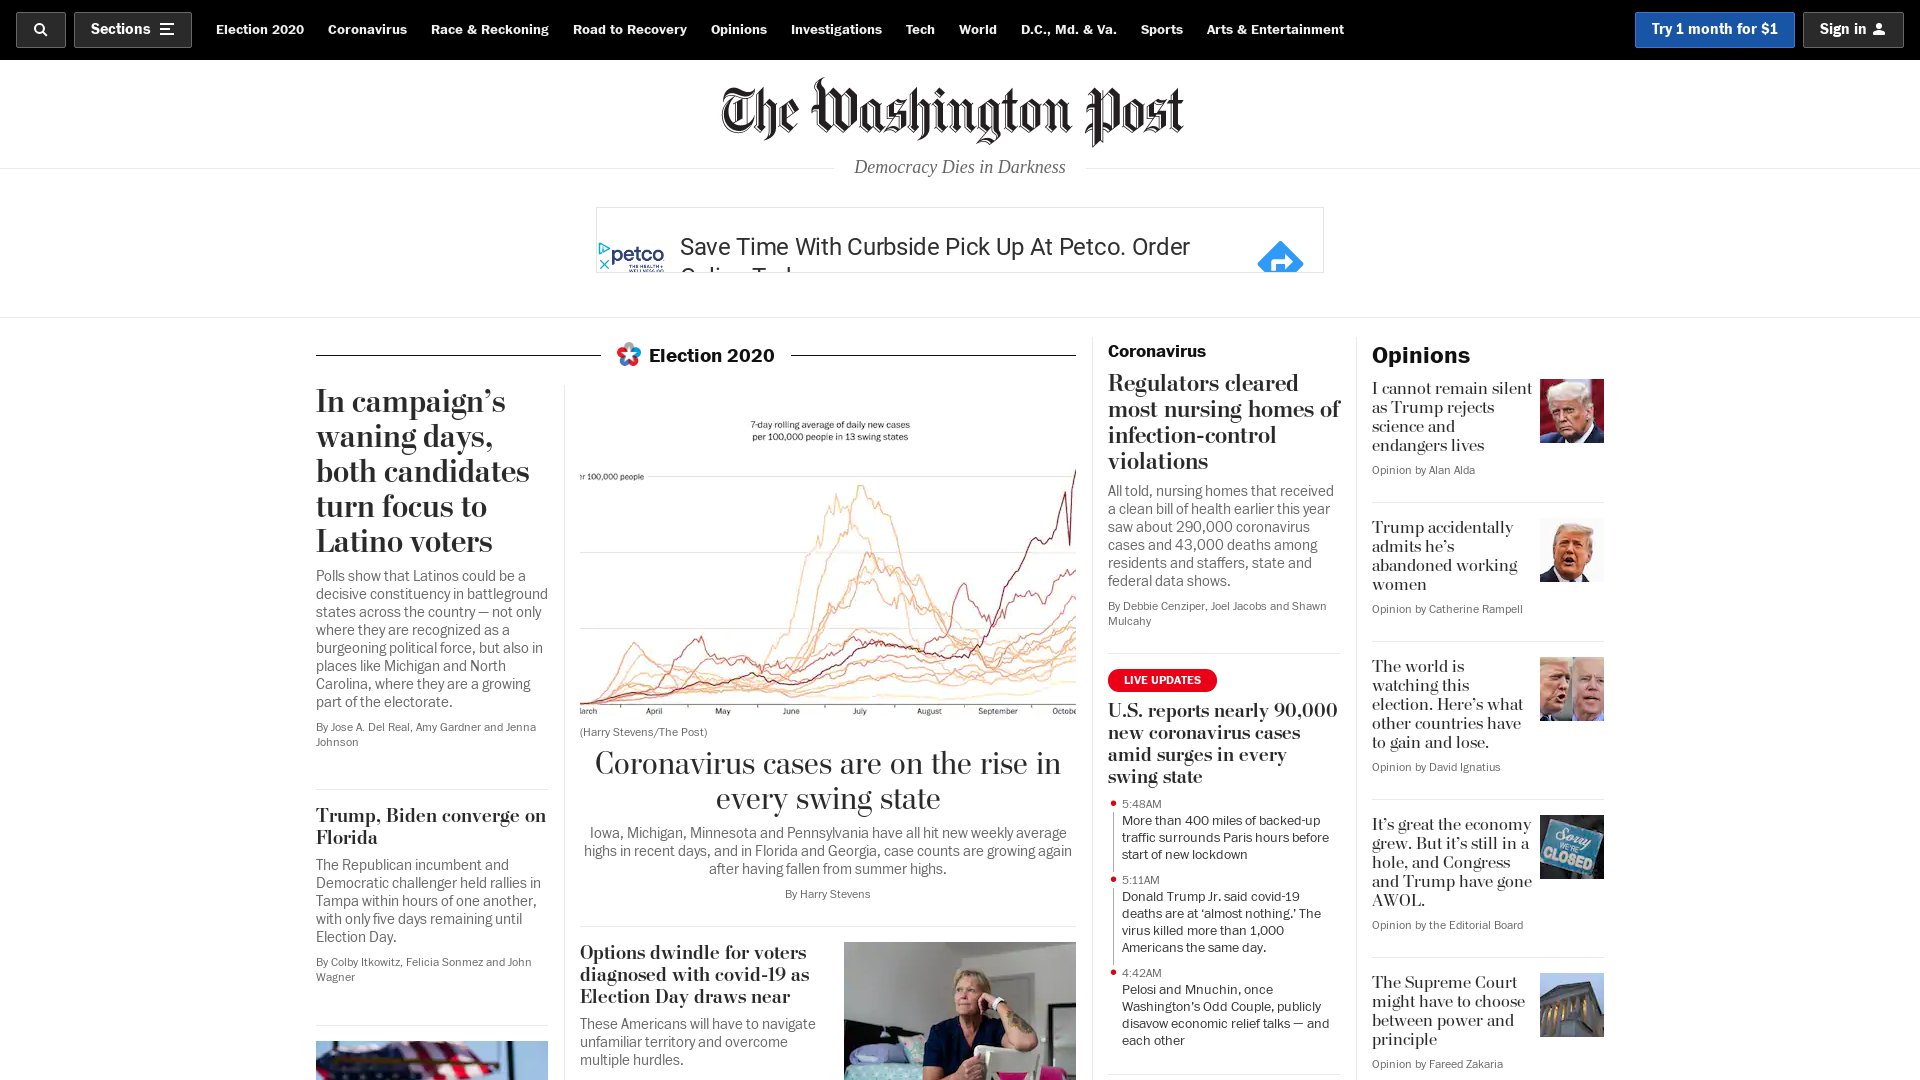 Sections
Election 2020
Coronavirus
Race & Reckoning
Road to Recovery
Opinions
Investigations
Tech
World
D.C., Md. & Va.
Sports
Arts & Entertainment
Try 1 month for $1
Sign in
The Washington Post
Democracy Dies in Darkness
petco
Save Time With Curbside Pick Up At Petco. Order
Election 2020
In campaign’s
waning days,
both candidates
turn focus to
Latino voters
Polls show that Latinos could be a
decisive constituency in battleground
states across the country — not only
where they are recognized as a
burgeoning political force, but also in
places like Michigan and North
Carolina, where they are a growing
part of the electorate.
By Jose A. Del Real, Amy Gardner and Jenna
Johnson
Trump, Biden converge on
Florida
The Republican incumbent and
Democratic challenger held rallies in
Tampa within hours of one another,
with only five days remaining until
Election Day.
By Colby Itkowitz, Felicia Sonmez and John
Wagner
7-day rolling average of daily new cases
per 100,000 people in 13 swing states
100,000 people
April
May
June
July
August
September
(Harry Stevens/The Post)
Coronavirus cases are on the rise in
every swing state
Iowa, Michigan, Minnesota and Pennsylvania have all hit new weekly average
highs in recent days, and in Florida and Georgia, case counts are growing again
after having fallen from summer highs.
By Harry Stevens
Options dwindle for voters
diagnosed with covid-19 as
Election Day draws near
These Americans will have to navigate
unfamiliar territory and overcome
multiple hurdles.
Coronavirus
Regulators cleared
most nursing homes of
infection-control
violations
All told, nursing homes that received
a clean bill of health earlier this year
saw about 290,000 coronavirus
cases and 43,000 deaths among
residents and staffers, state and
federal data shows.
By Debbie Cenziper, Joel Jacobs and Shawn
Mulcahy
LIVE UPDATES
U.S. reports nearly 90,000
new coronavirus cases
amid surges in every
swing state
5:48AM
More than 400 miles of backed-up
traffic surrounds Paris hours before
start of new lockdown
5:11AM
Donald Trump Jr. said covid-19
deaths are at ‘almost nothing.’ The
virus killed more than 1,000
Americans the same day.
4:42AM
Pelosi and Mnuchin, once
Washington’s Odd Couple, publicly
disavow economic relief talks — and
each other
Opinions
I cannot remain silent
as Trump rejects
science and
endangers lives
Opinion by Alan Alda
Trump accidentally
admits he’s
abandoned working
women
Opinion by Catherine Rampell
The world is
watching this
election. Here’s what
other countries have
to gain and lose.
Opinion by David Ignatius
It’s great the economy
grew. But it’s still in a
hole, and Congress
and Trump have gone
AWOL.
Opinion by the Editorial Board
Sorry
WE'RE
CLOSED
The Supreme Court
might have to choose
between power and
principle
Opinion by Fareed Zakaria